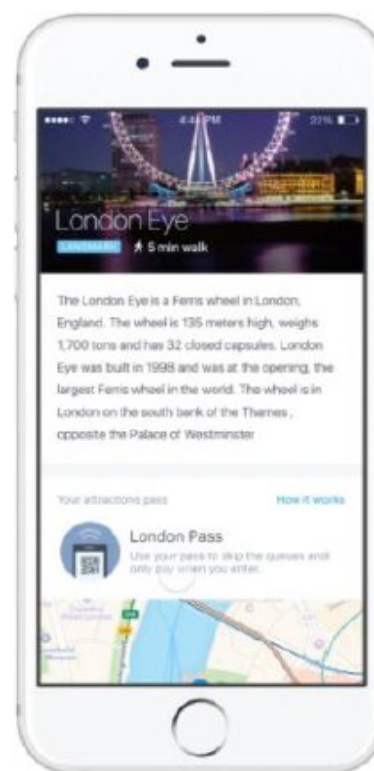 4:44 PM
22%
London Eye
LANDMARK 5 min walk
The London Eye is a Ferris wheel in London,
England. The wheel is 135 meters high, weighs
1,700 tons and has 32 closed capsules. London
Eye was built in 1998 and was at the opening, the
largest Ferris wheel in the world. The wheel is in
London on the south bank of the Thames ,
opposite the Palace of Westminster
Your attractions pass How it works
London Pass
Use your pass to skip the queues and
only pay when you enter.